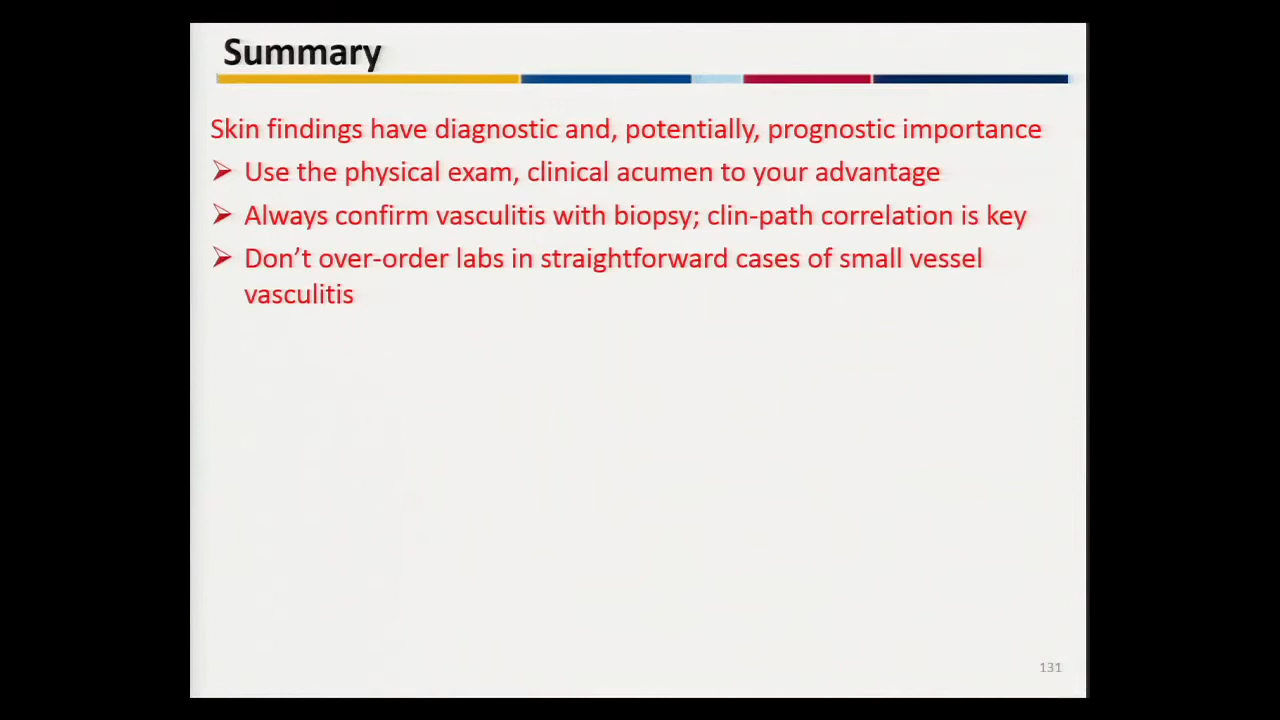 Summary
Skin findings have diagnostic and, potentially, prognostic importance
Use the physical exam, clinical acumen to your advantage
Always confirm vasculitis with biopsy; clin-path correlation is key
Don’t over-order labs in straightforward cases of small vessel
vasculitis
131